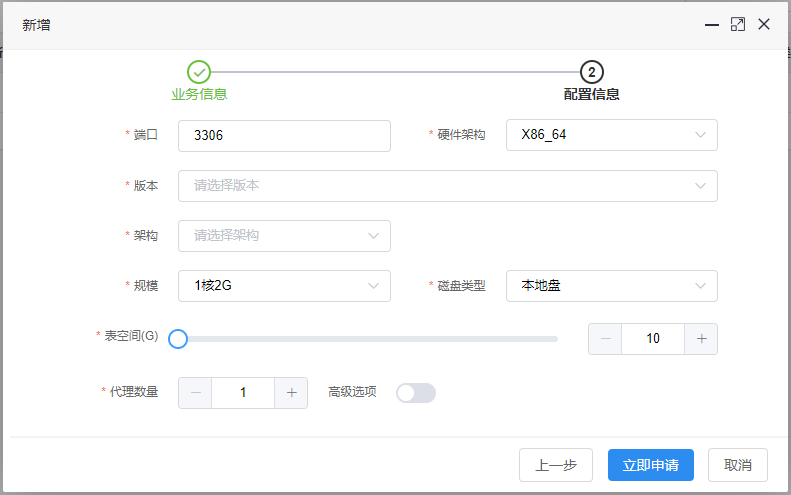 新增
2
业务信息 配置信息
* 端口 3306 * 硬件架构 X86_64
* 版本 请选择版本
* 架构 请选择架构
* 规模 1核2G * 磁盘类型 本地盘
* 表空间(G) − 10 +
* 代理数量 − 1 + 高级选项
上一步 立即申请 取消